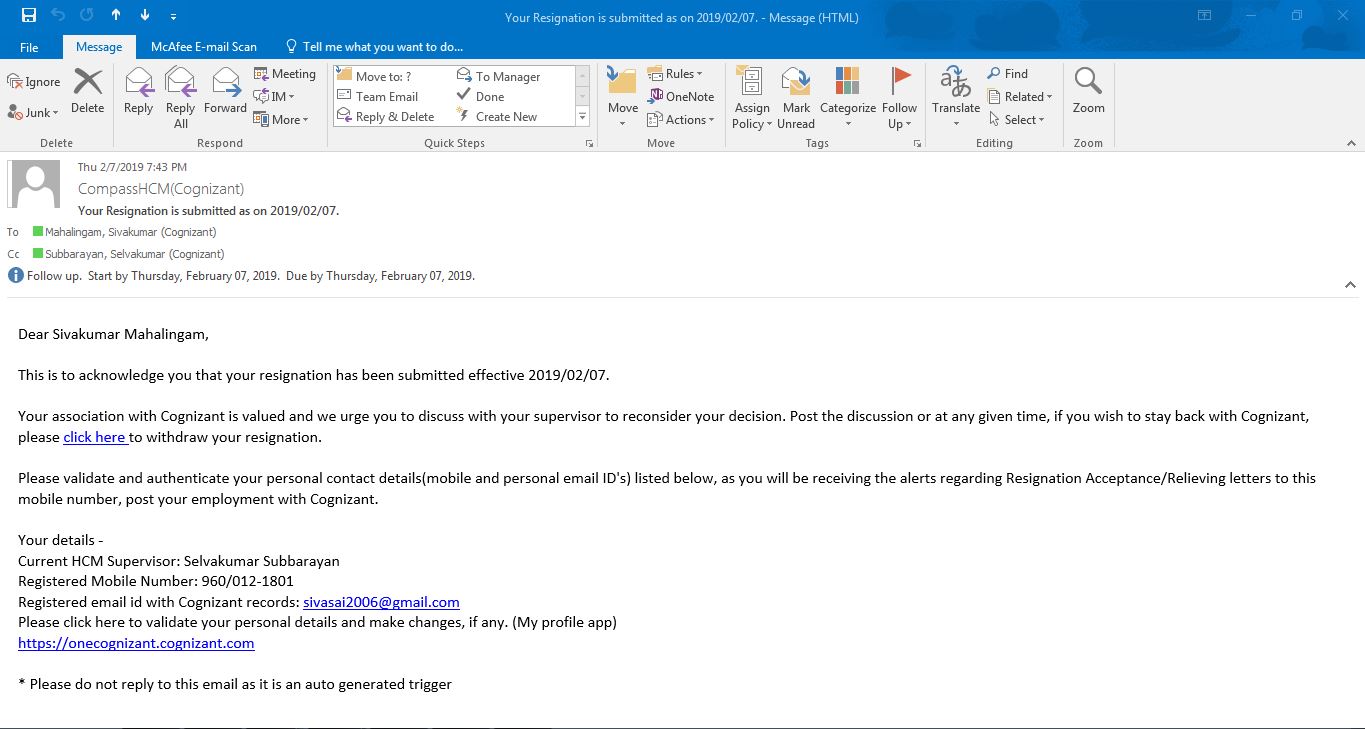 Your Resignation is submitted as on 2019/02/07. - Message (HTML)
File Message McAfee E-mail Scan Tell me what you want to do...
Ignore
Junk
Delete
Delete
Reply
Reply All
Forward
Meeting
IM
More
Respond
Move to: ?
Team Email
Reply & Delete
To Manager
Done
Create New
Quick Steps
Move
Rules
OneNote
Actions
Move
Assign Policy
Mark Unread
Categorize
Follow Up
Tags
Translate
Find
Related
Select
Editing
Zoom
Zoom
Thu 2/7/2019 7:43 PM
CompassHCM(Cognizant)
Your Resignation is submitted as on 2019/02/07.
To Mahalingam, Sivakumar (Cognizant)
Cc Subbarayan, Selvakumar (Cognizant)
Follow up. Start by Thursday, February 07, 2019. Due by Thursday, February 07, 2019.
Dear Sivakumar Mahalingam,
This is to acknowledge you that your resignation has been submitted effective 2019/02/07.
Your association with Cognizant is valued and we urge you to discuss with your supervisor to reconsider your decision. Post the discussion or at any given time, if you wish to stay back with Cognizant,
please click here to withdraw your resignation.
Please validate and authenticate your personal contact details(mobile and personal email ID's) listed below, as you will be receiving the alerts regarding Resignation Acceptance/Relieving letters to this
mobile number, post your employment with Cognizant.
Your details -
Current HCM Supervisor: Selvakumar Subbarayan
Registered Mobile Number: 960/012-1801
Registered email id with Cognizant records: sivasai2006@gmail.com
Please click here to validate your personal details and make changes, if any. (My profile app)
https://onecognizant.cognizant.com
* Please do not reply to this email as it is an auto generated trigger